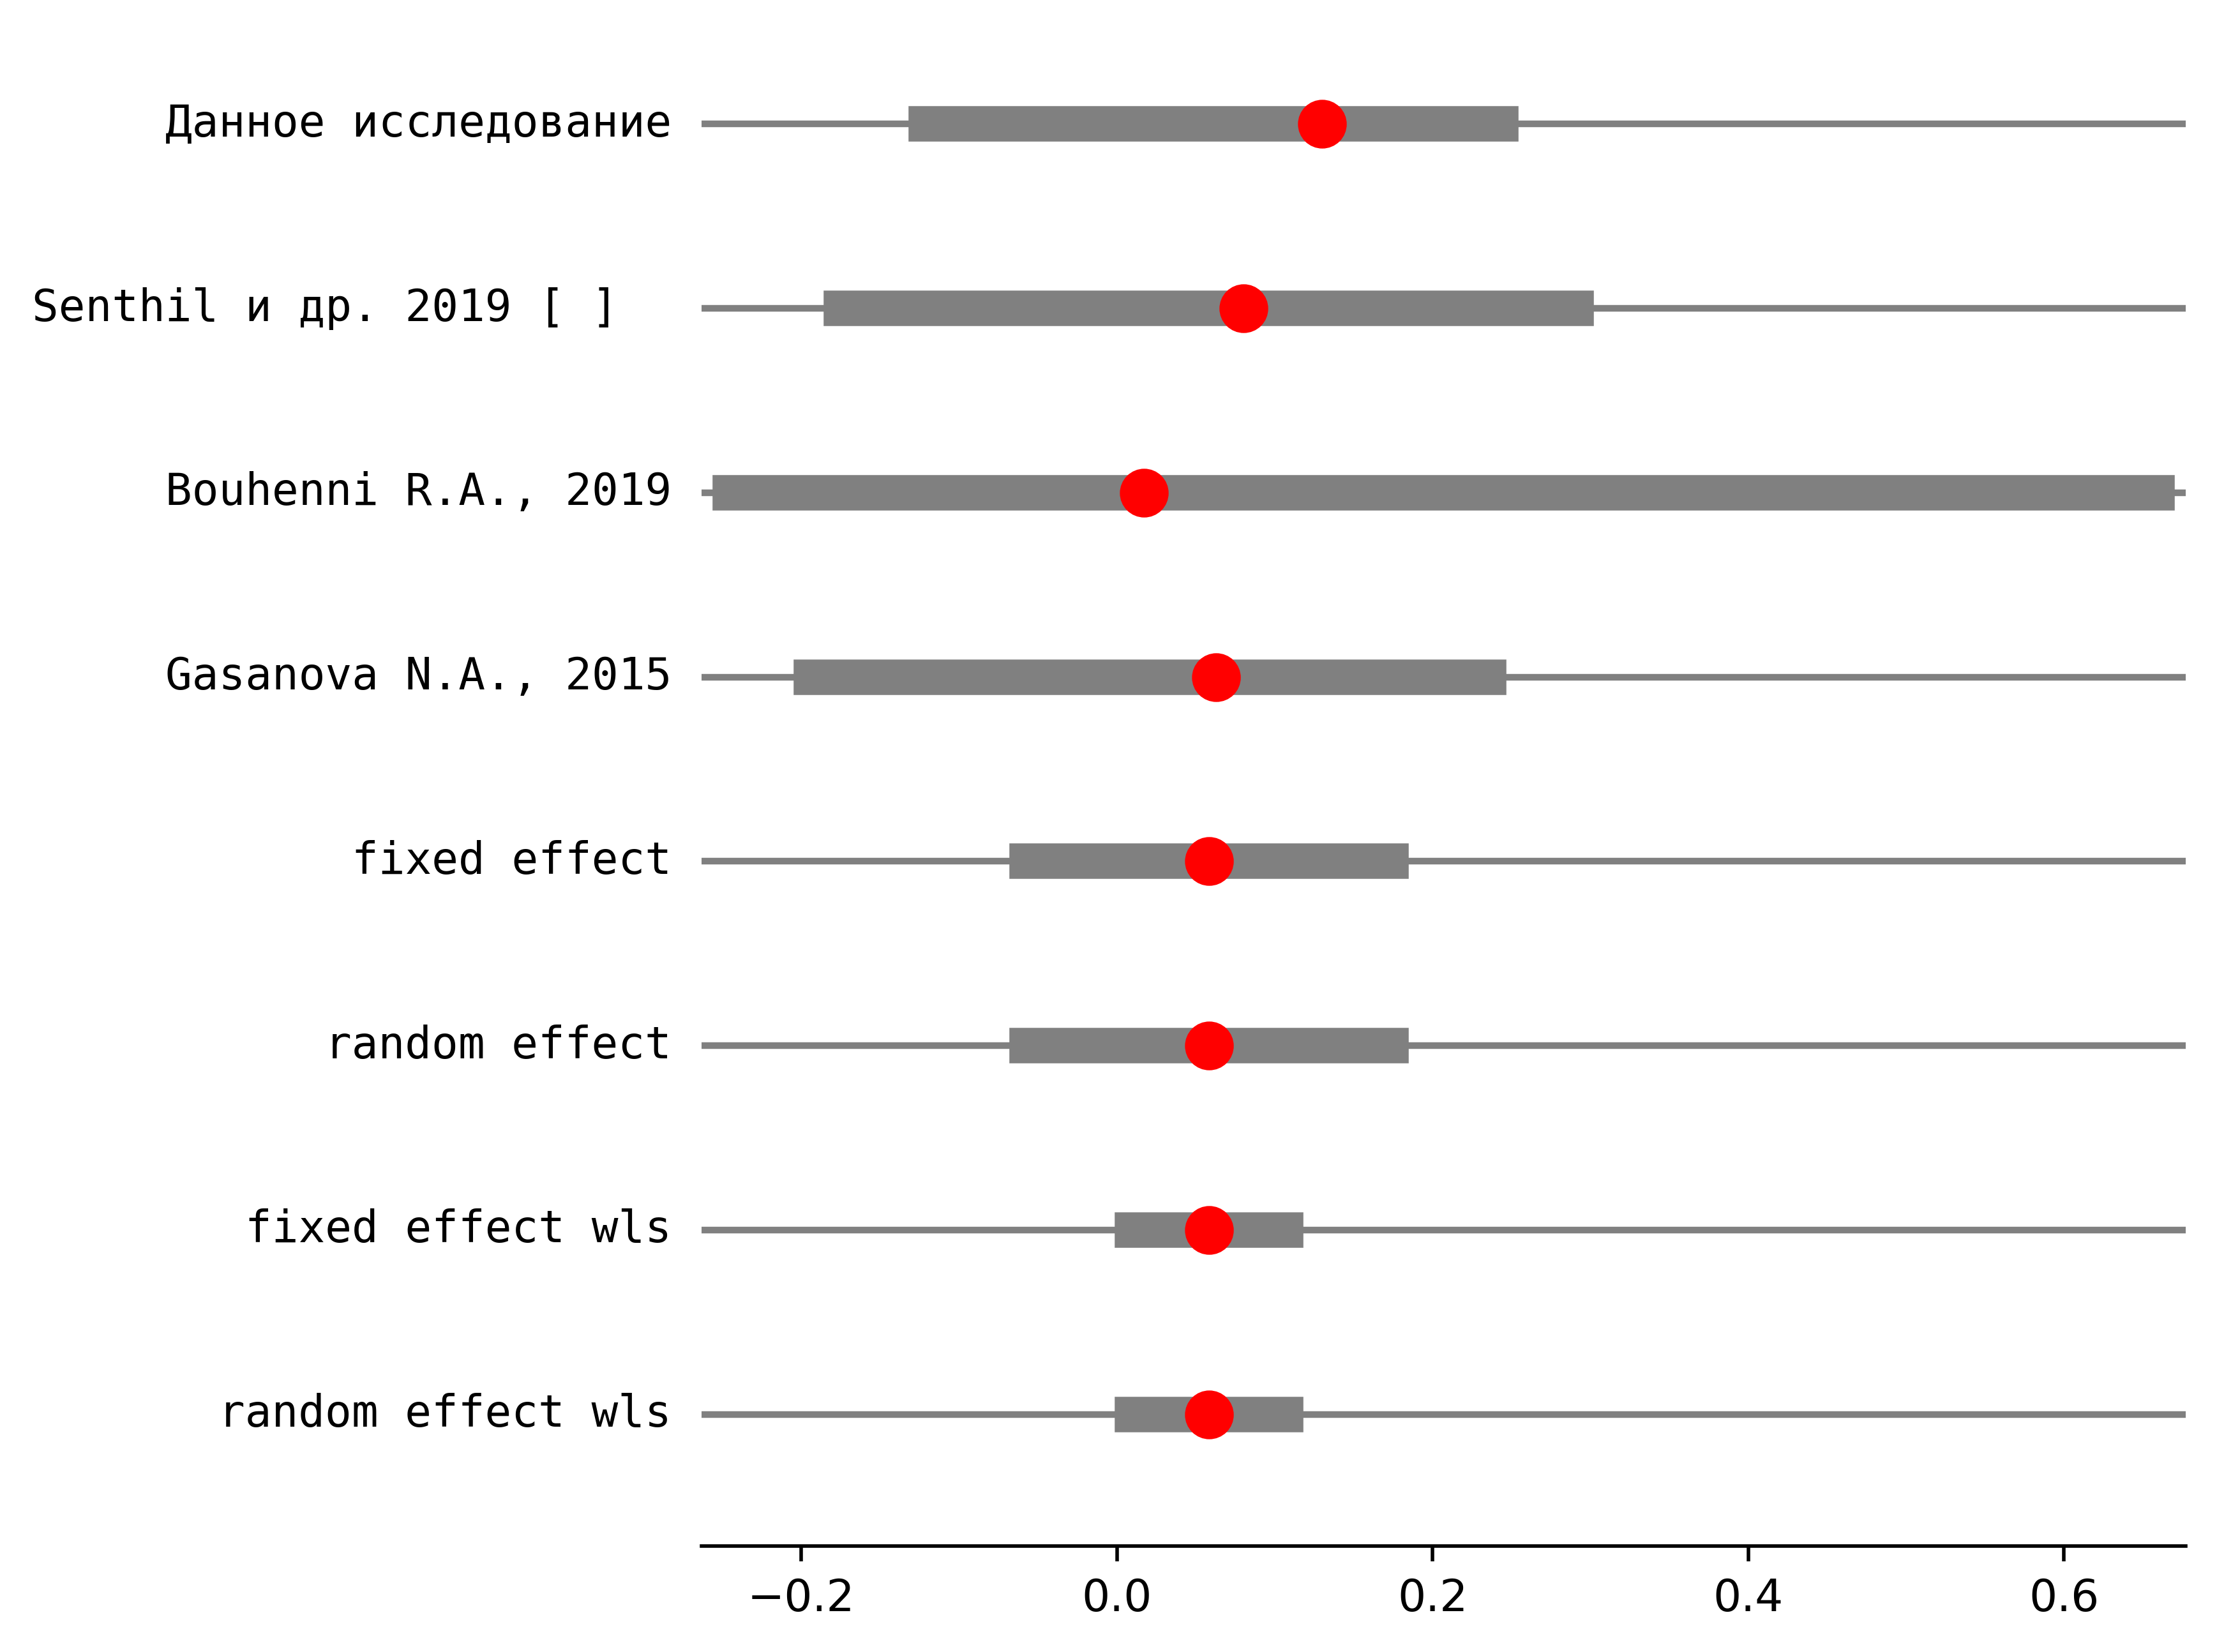 Данное исследование
Senthil и др. 2019 [ ]
Bouhenni R.A., 2019
Gasanova N.A., 2015
fixed effect
random effect
fixed effect wls
random effect wls
−0.2 0.0 0.2 0.4 0.6